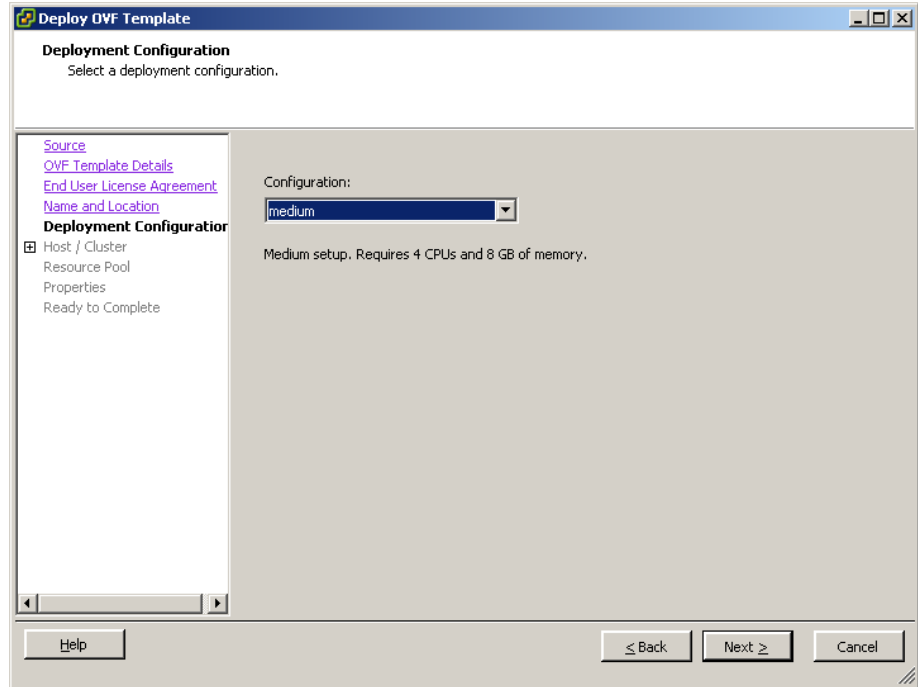 Deploy OVF Template
Deployment Configuration
Select a deployment configuration.
Source
OVF Template Details
End User License Agreement
Name and Location
Deployment Configuration
Host / Cluster
Resource Pool
Properties
Ready to Complete
Configuration:
medium
Medium setup. Requires 4 CPUs and 8 GB of memory.
Help
< Back
Next >
Cancel